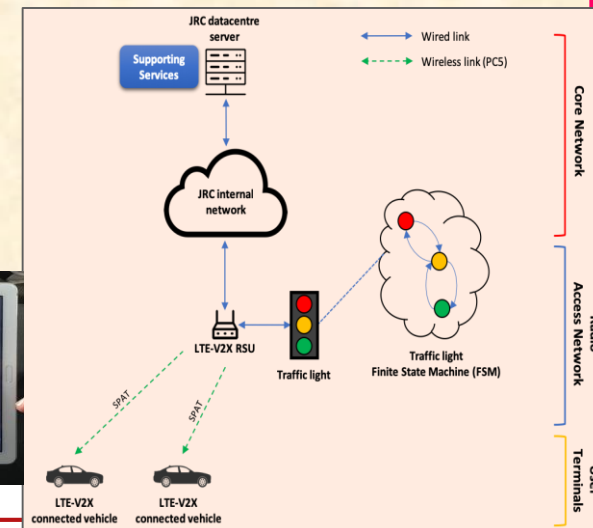 JRC datacentre
server
Supporting
Services
Wired link
Wireless link (PC5)
Core Network
JRC internal
network
LTE-V2X RSU
Traffic light
Traffic light
Finite State Machine (FSM)
Radio
Access Network
SPAT
SPAT
LTE-V2X
connected vehicle
LTE-V2X
connected vehicle
User
Terminals